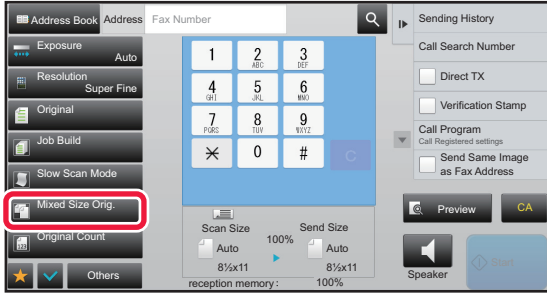 Address Book
Address
Fax Number
Exposure
Auto
Resolution
Super Fine
Original
Job Build
Slow Scan Mode
Mixed Size Orig.
Original Count
Others
1
2
ABC
3
DEF
4
GHI
5
JKL
6
MNO
7
PQRS
8
TUV
9
WXYZ
0
#
C
Scan Size
100%
Send Size
Auto
Auto
8½x11
8½x11
reception memory:
100%
Sending History
Call Search Number
Direct TX
Verification Stamp
Call Program
Call Registered settings
Send Same Image
as Fax Address
Preview
CA
Speaker
Start